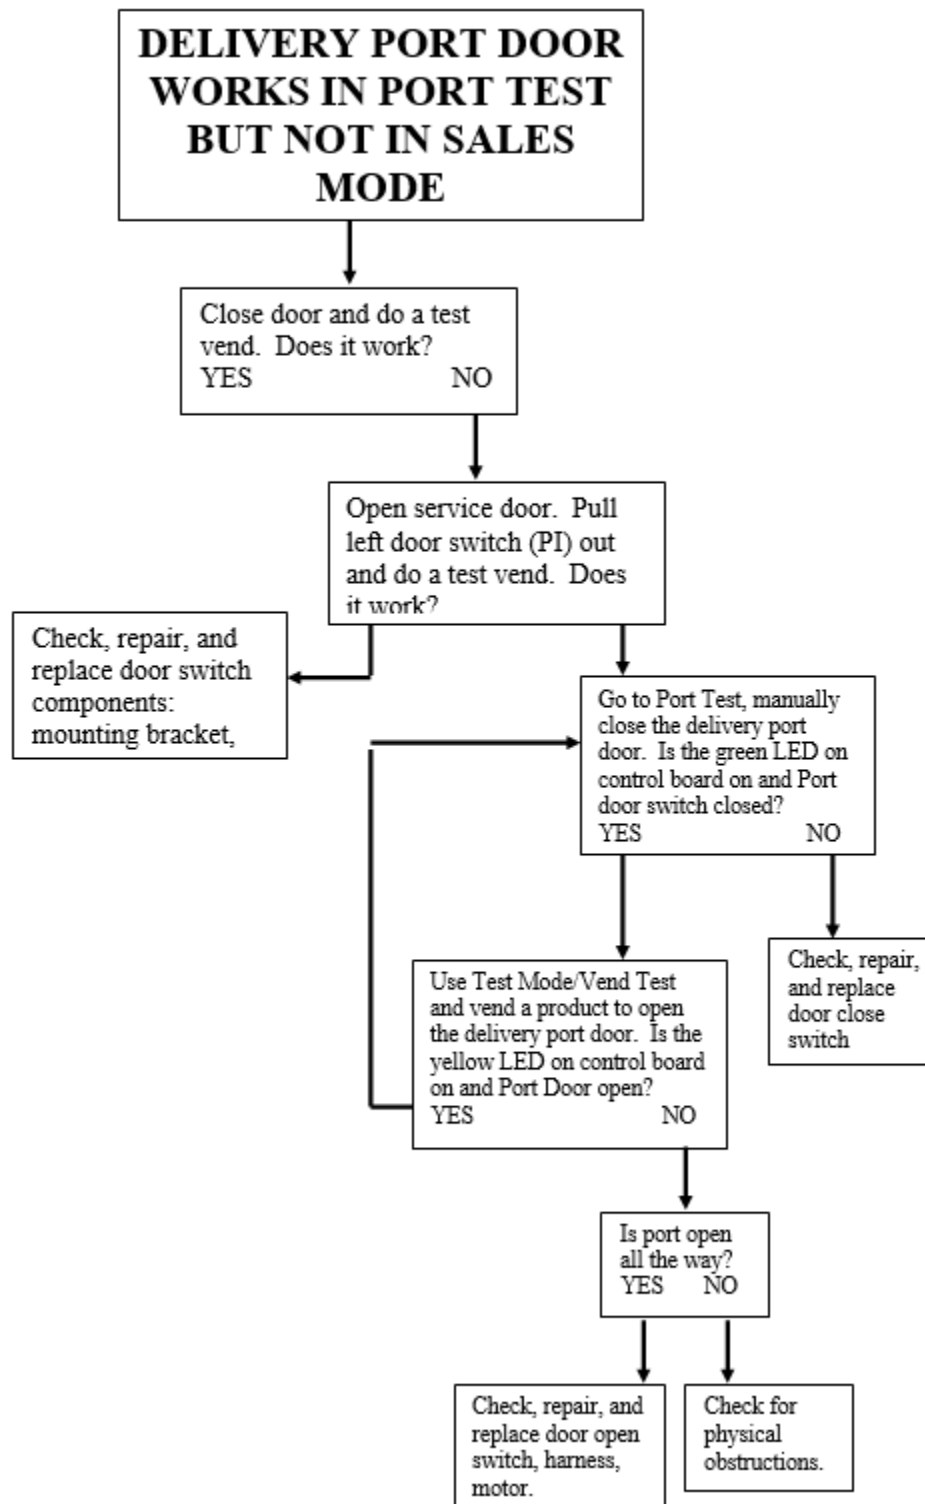 DELIVERY PORT DOOR
WORKS IN PORT TEST
BUT NOT IN SALES
MODE
Close door and do a test
vend. Does it work?
YES NO
Open service door. Pull
left door switch (PI) out
and do a test vend. Does
it work?
Check, repair, and
replace door switch
components:
mounting bracket,
Go to Port Test, manually
close the delivery port
door. Is the green LED on
control board on and Port
door switch closed?
YES NO
Use Test Mode/Vend Test
and vend a product to open
the delivery port door. Is the
yellow LED on control board
on and Port Door open?
YES NO
Check, repair,
and replace
door close
switch
Is port open
all the way?
YES NO
Check, repair, and
replace door open
switch, harness,
motor.
Check for
physical
obstructions.